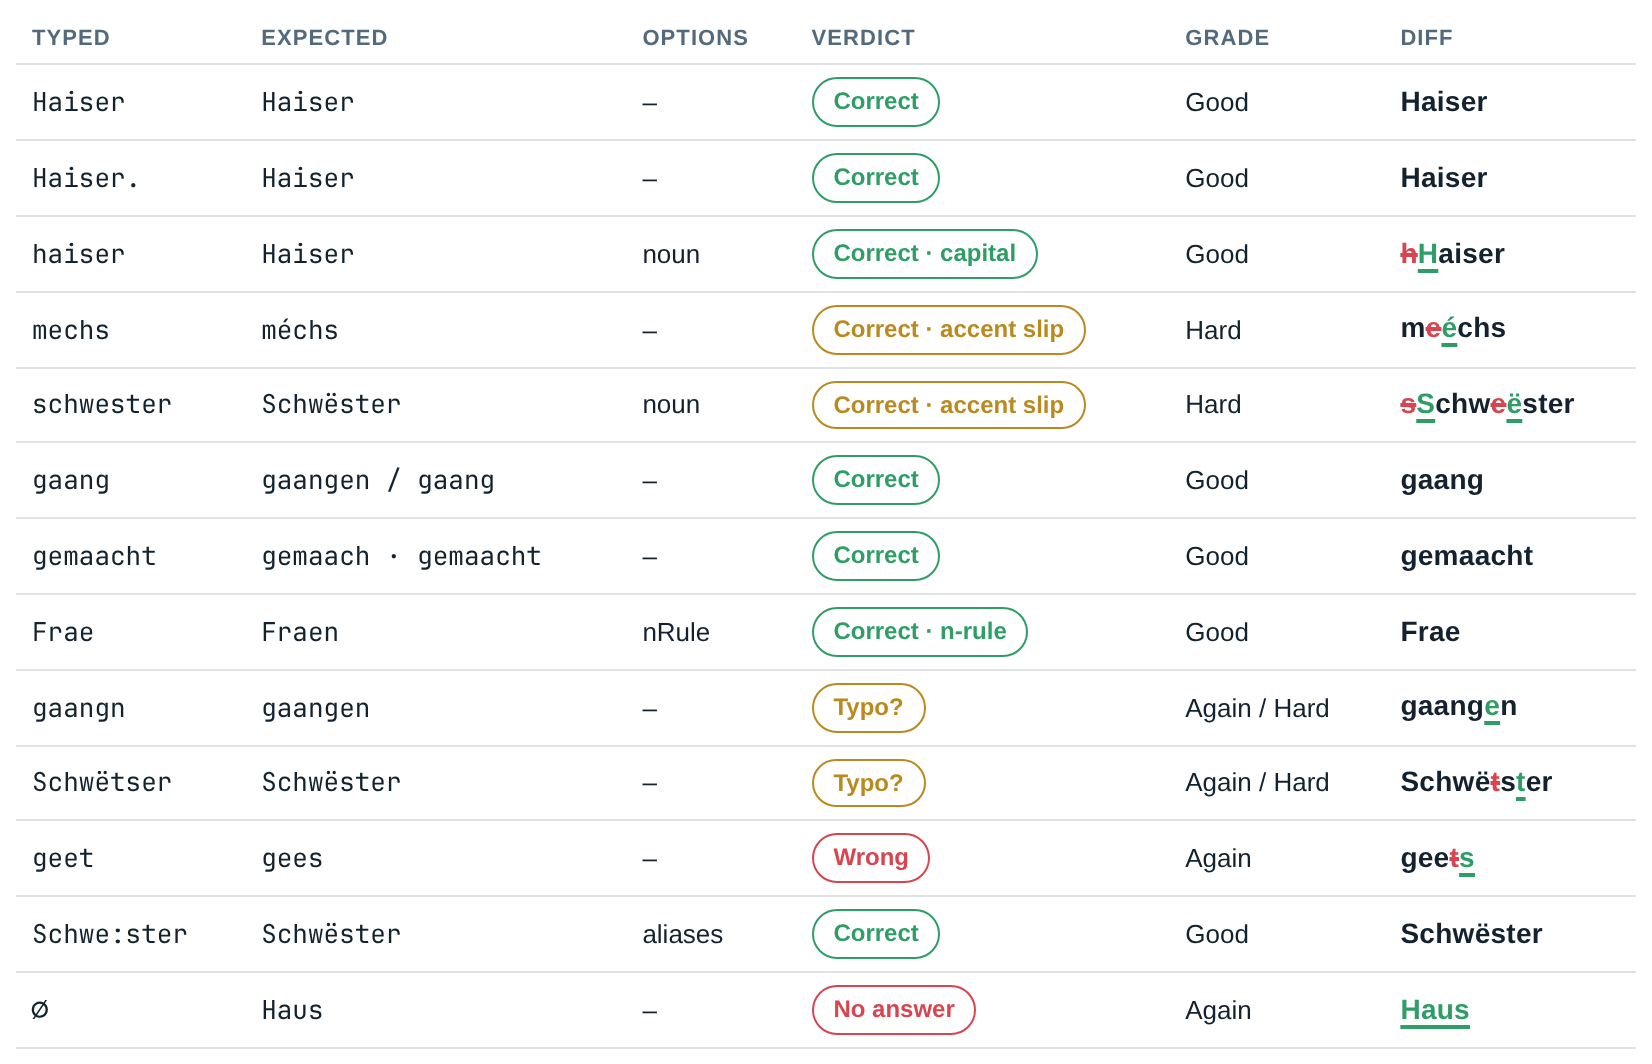 TYPED EXPECTED OPTIONS VERDICT GRADE DIFF
Haiser Haiser – Correct Good Haiser
Haiser. Haiser – Correct Good Haiser
haiser Haiser noun Correct · capital Good hHaiser
mechs méchs – Correct · accent slip Hard meéchs
schwester Schwëster noun Correct · accent slip Hard sSchweëster
gaang gaangen / gaang – Correct Good gaang
gemaacht gemaach · gemaacht – Correct Good gemaacht
Frae Fraen nRule Correct · n-rule Good Frae
gaangn gaangen – Typo? Again / Hard gaangen
Schwëtser Schwëster – Typo? Again / Hard Schwëtster
geet gees – Wrong Again geets
Schwe:ster Schwëster aliases Correct Good Schwëster
Ø Haus – No answer Again Haus